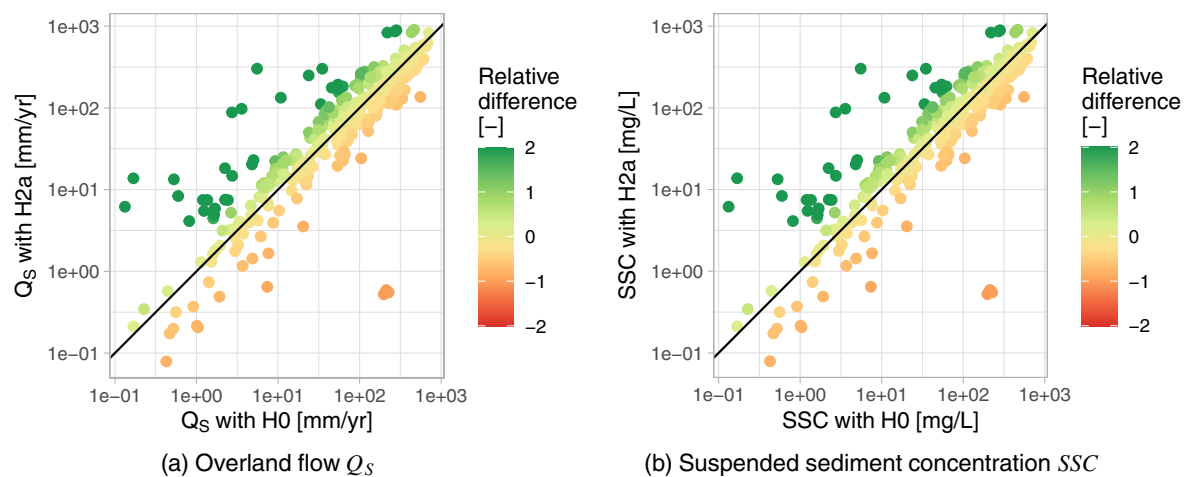 1e+03
1e+02
1e+01
1e+00
1e−01
Q_S with H2a [mm/yr]
1e−01 1e+00 1e+01 1e+02 1e+03
Q_S with H0 [mm/yr]
Relative
difference
[−]
2
1
0
−1
−2
(a) Overland flow Q_S
1e+03
1e+02
1e+01
1e+00
1e−01
SSC with H2a [mg/L]
1e−01 1e+00 1e+01 1e+02 1e+03
SSC with H0 [mg/L]
Relative
difference
[−]
2
1
0
−1
−2
(b) Suspended sediment concentration SSC